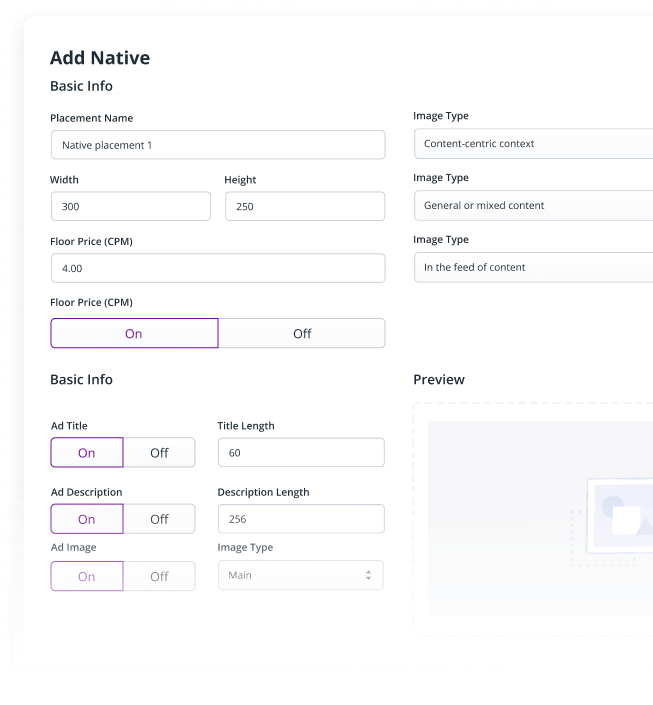 Add Native
Basic Info
Placement Name
Native placement 1
Width
Height
300
250
Floor Price (CPM)
4.00
Floor Price (CPM)
On
Off
Image Type
Content-centric context
Image Type
General or mixed content
Image Type
In the feed of content
Basic Info
Ad Title
Title Length
On
Off
60
Ad Description
Description Length
On
Off
256
Ad Image
Image Type
On
Off
Main
Preview